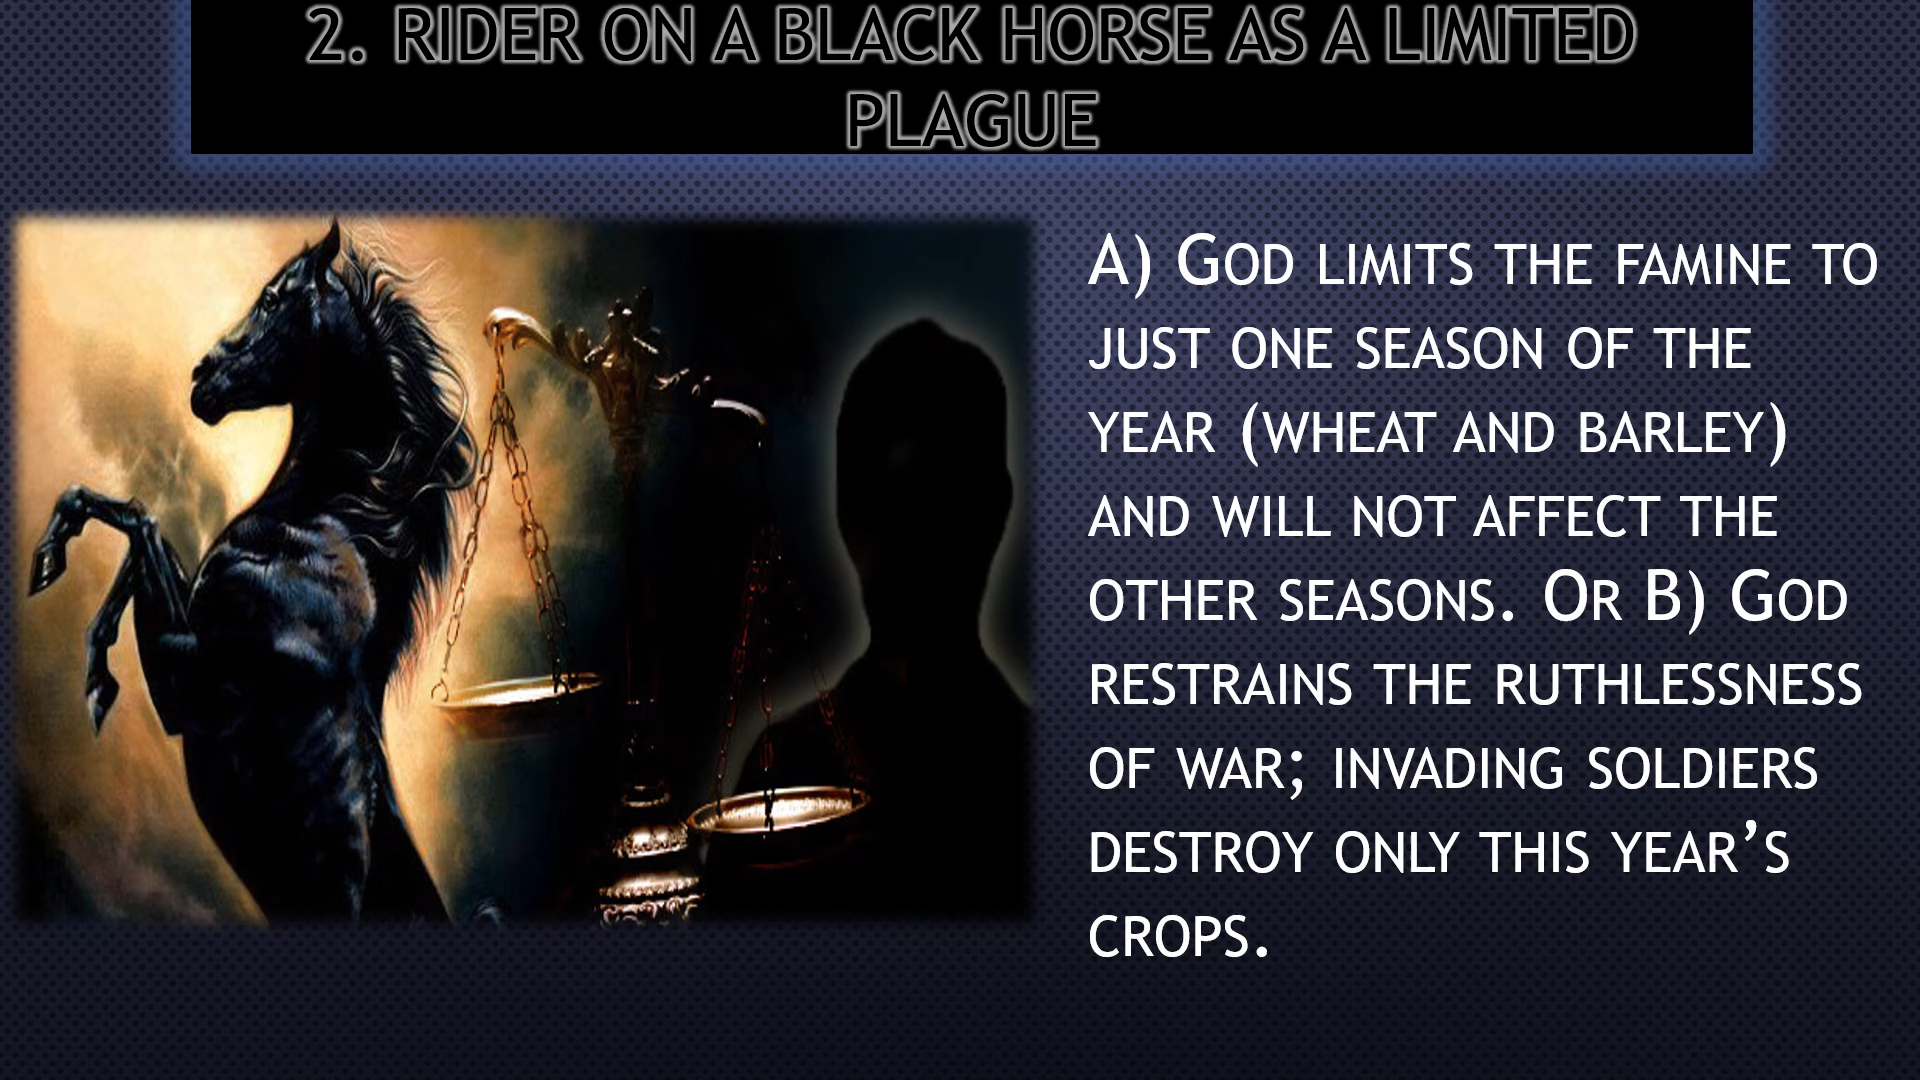 2. RIDER ON A BLACK HORSE AS A LIMITED
PLAGUE
A) GOD LIMITS THE FAMINE TO
JUST ONE SEASON OF THE
YEAR (WHEAT AND BARLEY)
AND WILL NOT AFFECT THE
OTHER SEASONS. OR B) GOD
RESTRAINS THE RUTHLESSNESS
OF WAR; INVADING SOLDIERS
DESTROY ONLY THIS YEAR’S
CROPS.